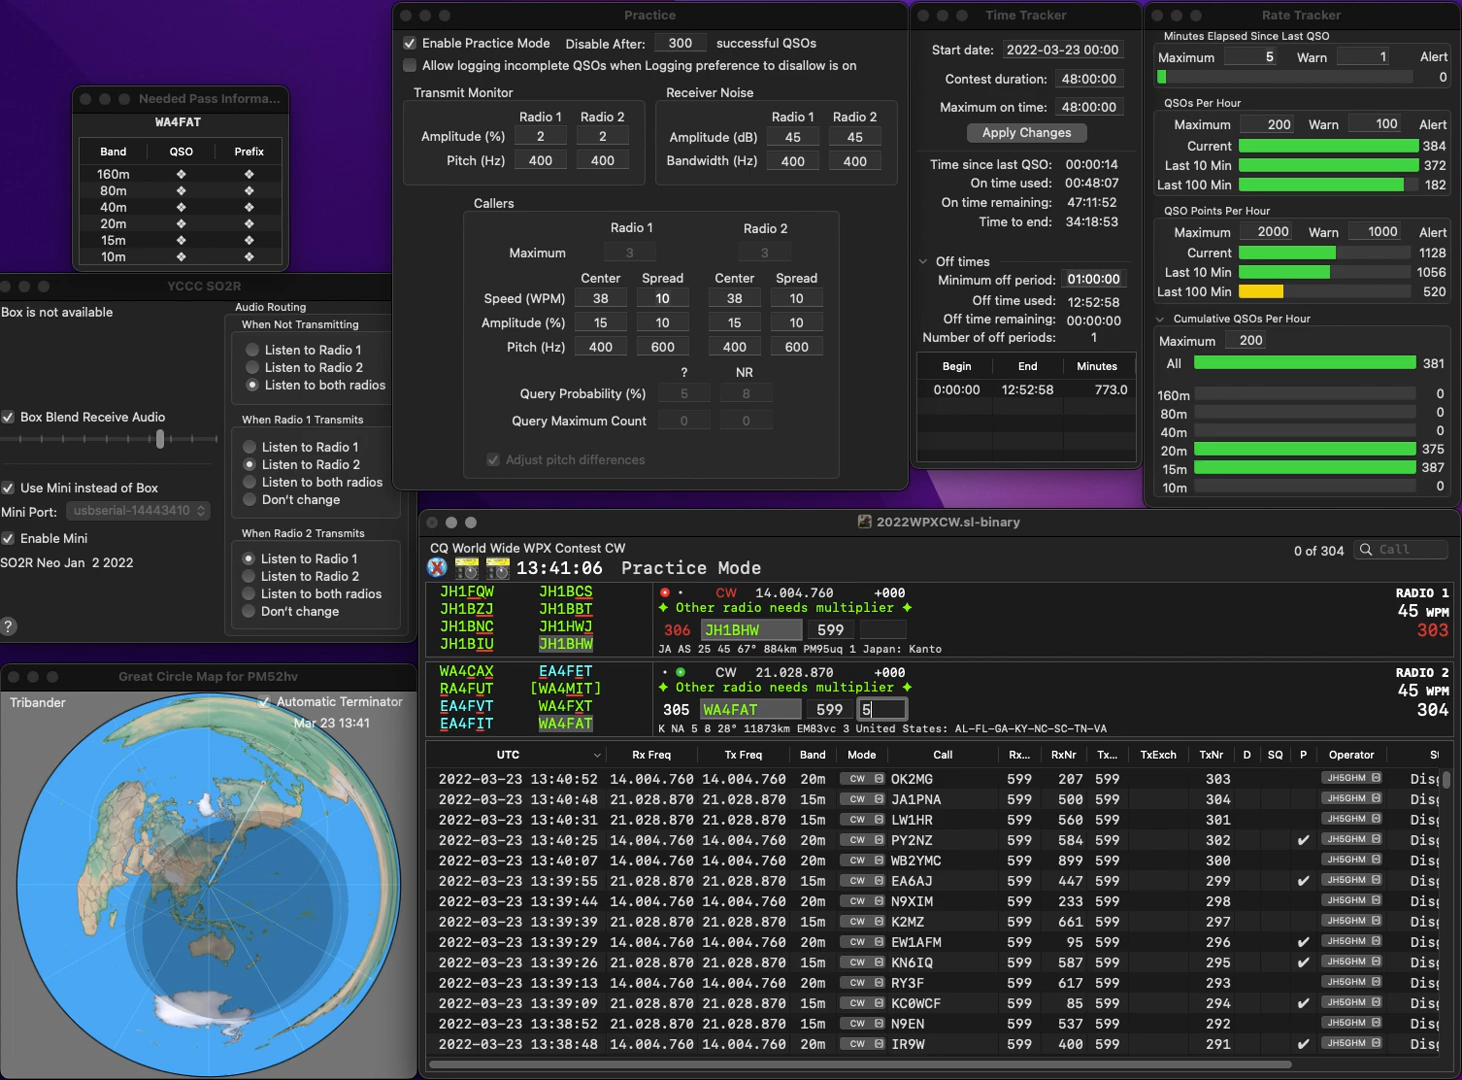 Needed Pass Informa...
WA4FAT
Band QSO Prefix
160m ❖ ❖
80m ❖ ❖
40m ❖ ❖
20m ❖ ❖
15m ❖ ❖
10m ❖ ❖
Practice
Enable Practice Mode Disable After: 300 successful QSOs
Allow logging incomplete QSOs when Logging preference to disallow is on
Transmit Monitor
Radio 1 Radio 2
Amplitude (%) 2 2
Pitch (Hz) 400 400
Receiver Noise
Radio 1 Radio 2
Amplitude (dB) 45 45
Bandwidth (Hz) 400 400
Callers
Radio 1 Radio 2
Maximum 3 3
Center Spread Center Spread
Speed (WPM) 38 10 38 10
Amplitude (%) 15 10 15 10
Pitch (Hz) 400 600 400 600
? NR
Query Probability (%) 5 8
Query Maximum Count 0 0
Adjust pitch differences
Time Tracker
Start date: 2022-03-23 00:00
Contest duration: 48:00:00
Maximum on time: 48:00:00
Apply Changes
Time since last QSO: 00:00:14
On time used: 00:48:07
On time remaining: 47:11:52
Time to end: 34:18:53
Off times
Minimum off period: 01:00:00
Off time used: 12:52:58
Off time remaining: 00:00:00
Number of off periods: 1
Begin End Minutes
0:00:00 12:52:58 773.0
Rate Tracker
Minutes Elapsed Since Last QSO
Maximum 5 Warn 1 Alert
0
QSOs Per Hour
Maximum 200 Warn 100 Alert
Current 384
Last 10 Min 372
Last 100 Min 182
QSO Points Per Hour
Maximum 2000 Warn 1000 Alert
Current 1128
Last 10 Min 1056
Last 100 Min 520
Cumulative QSOs Per Hour
Maximum 200
All 381
160m 0
80m 0
40m 0
20m 375
15m 387
10m 0
YCCC SO2R
Box is not available
Box Blend Receive Audio
Use Mini instead of Box
Mini Port: usbserial-14443410
Enable Mini
SO2R Neo Jan 2 2022
?
Audio Routing
When Not Transmitting
Listen to Radio 1
Listen to Radio 2
Listen to both radios
When Radio 1 Transmits
Listen to Radio 1
Listen to Radio 2
Listen to both radios
Don't change
When Radio 2 Transmits
Listen to Radio 1
Listen to Radio 2
Listen to both radios
Don't change
Great Circle Map for PM52hv
Tribander Automatic Terminator
Mar 23 13:41
2022WPXCW.sl-binary
CQ World Wide WPX Contest CW 0 of 304 Call
13:41:06 Practice Mode
JH1FQW JH1BCS
JH1BZJ JH1BBT
JH1BNC JH1HWJ
JH1BIU JH1BHW
CW 14.004.760 +000 RADIO 1
✦ Other radio needs multiplier ✦ 45 WPM
306 JH1BHW 599 303
JA AS 25 45 67° 884km PM95uq 1 Japan: Kanto
WA4CAX EA4FET
RA4FUT [WA4MIT]
EA4FVT WA4FXT
EA4FIT WA4FAT
CW 21.028.870 +000 RADIO 2
✦ Other radio needs multiplier ✦ 45 WPM
305 WA4FAT 599 5 304
K NA 5 8 28° 11873km EM83vc 3 United States: AL-FL-GA-KY-NC-SC-TN-VA
UTC Rx Freq Tx Freq Band Mode Call Rx... RxNr Tx... TxExch TxNr D SQ P Operator
2022-03-23 13:40:52 14.004.760 14.004.760 20m CW OK2MG 599 207 599 303 JH5GHM
2022-03-23 13:40:48 21.028.870 21.028.870 15m CW JA1PNA 599 500 599 304 JH5GHM
2022-03-23 13:40:31 21.028.870 21.028.870 15m CW LW1HR 599 560 599 301 JH5GHM
2022-03-23 13:40:25 14.004.760 14.004.760 20m CW PY2NZ 599 584 599 302 ✔ JH5GHM
2022-03-23 13:40:07 14.004.760 14.004.760 20m CW WB2YMC 599 899 599 300 JH5GHM
2022-03-23 13:39:55 21.028.870 21.028.870 15m CW EA6AJ 599 447 599 299 ✔ JH5GHM
2022-03-23 13:39:44 14.004.760 14.004.760 20m CW N9XIM 599 233 599 298 JH5GHM
2022-03-23 13:39:39 21.028.870 21.028.870 15m CW K2MZ 599 661 599 297 JH5GHM
2022-03-23 13:39:29 14.004.760 14.004.760 20m CW EW1AFM 599 95 599 296 ✔ JH5GHM
2022-03-23 13:39:26 21.028.870 21.028.870 15m CW KN6IQ 599 587 599 295 ✔ JH5GHM
2022-03-23 13:39:13 14.004.760 14.004.760 20m CW RY3F 599 617 599 293 JH5GHM
2022-03-23 13:39:09 21.028.870 21.028.870 15m CW KC0WCF 599 85 599 294 ✔ JH5GHM
2022-03-23 13:38:52 21.028.870 21.028.870 15m CW N9EN 599 537 599 292 JH5GHM
2022-03-23 13:38:48 14.004.760 14.004.760 20m CW IR9W 599 400 599 291 ✔ JH5GHM